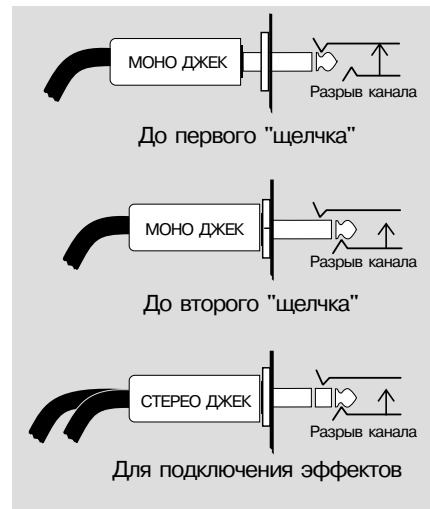 МОНО ДЖЕК
Разрыв канала
До первого "щелчка"
МОНО ДЖЕК
Разрыв канала
До второго "щелчка"
СТЕРЕО ДЖЕК
Разрыв канала
Для подключения эффектов